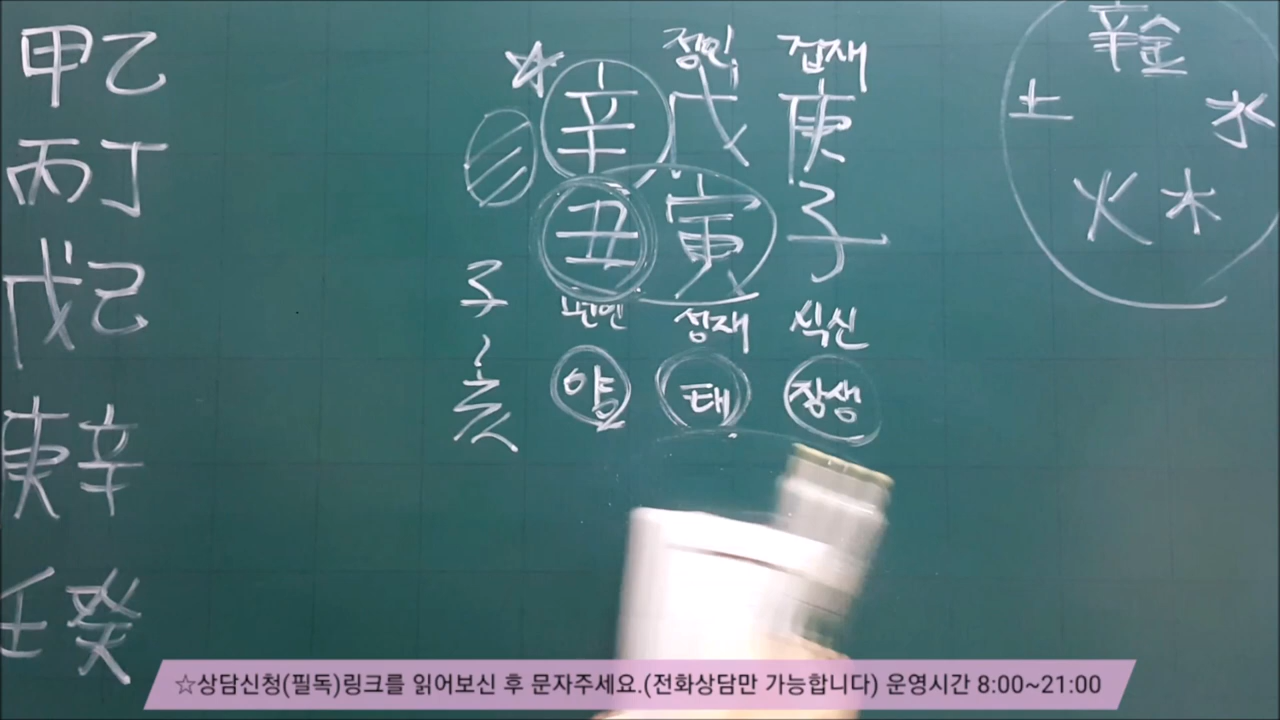 甲乙
丙丁
戊己
庚辛
壬癸
정인 겁재
辛戊庚
丑寅子
편인 정재 식신
양 태 장생
子
~
亥
辛金
土 水
火 木
☆상담신청(필독)링크를 읽어보신 후 문자주세요.(전화상담만 가능합니다) 운영시간 8:00~21:00